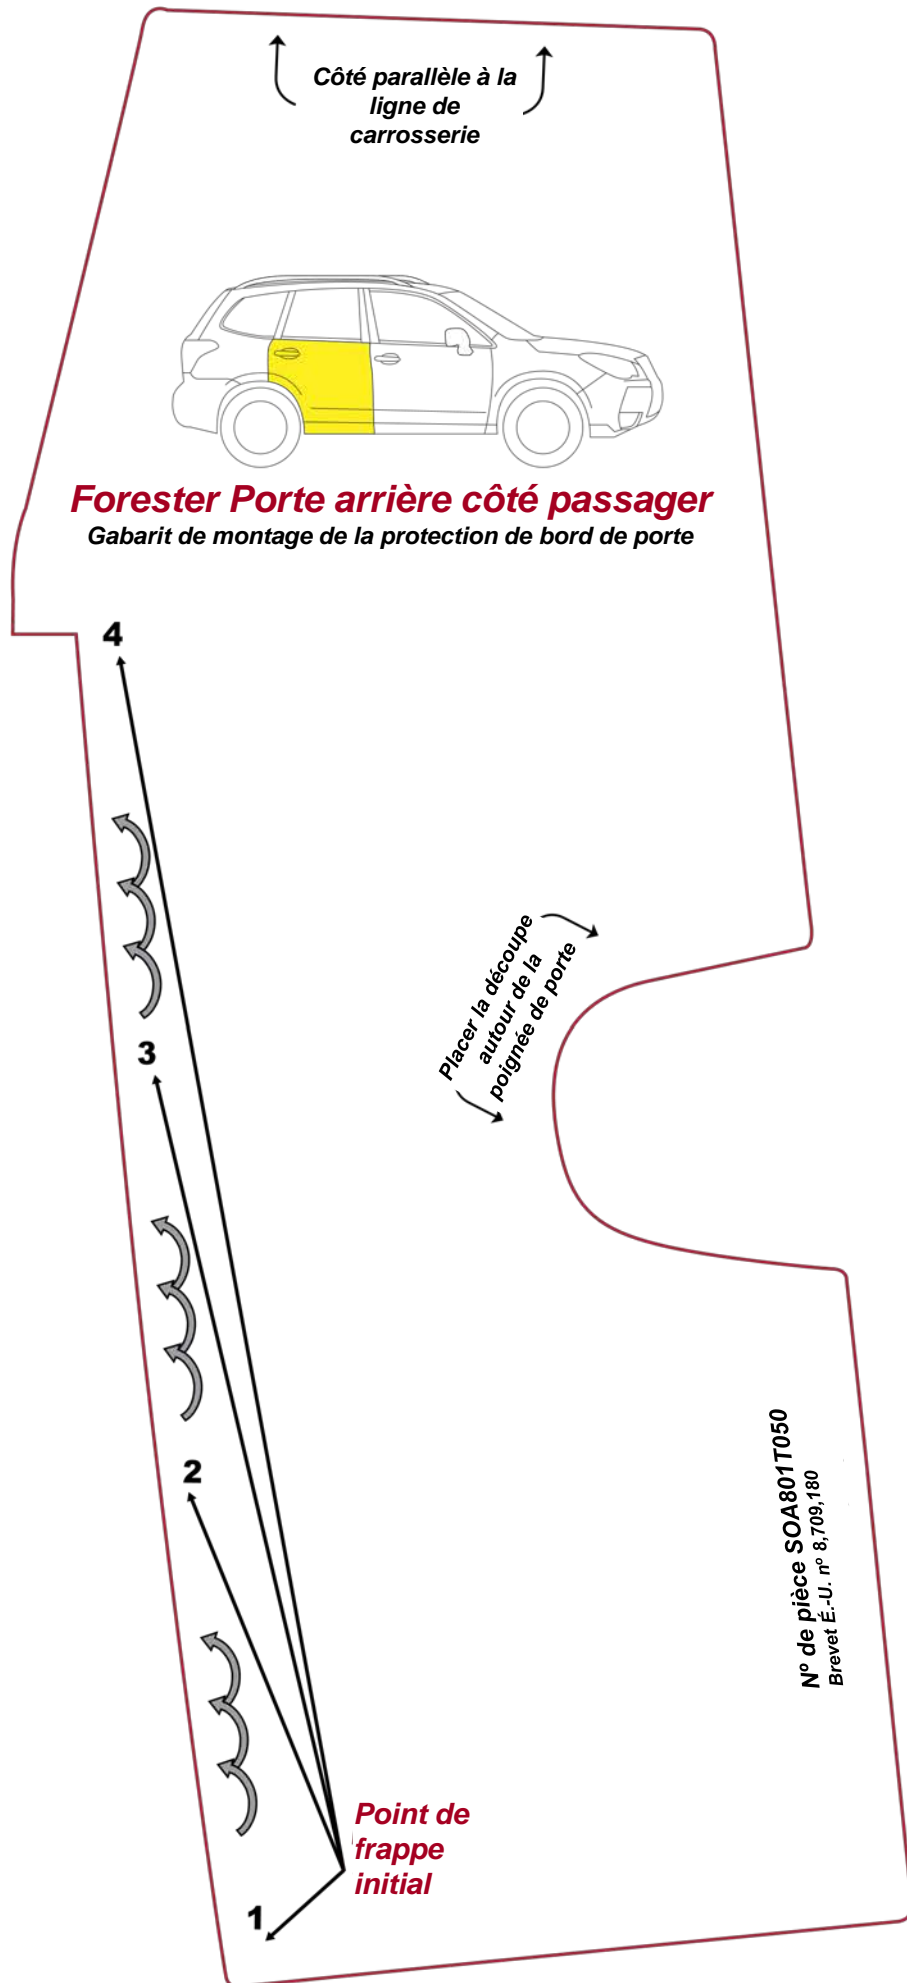 Côté parallèle à la
ligne de
carrosserie
Forester Porte arrière côté passager
Gabarit de montage de la protection de bord de porte
4
Placer la découpe
autour de la
poignée de porte
3
2
Nº de pièce SOA801T050
Brevet É.-U. nº 8,709,180
Point de
frappe
initial
1